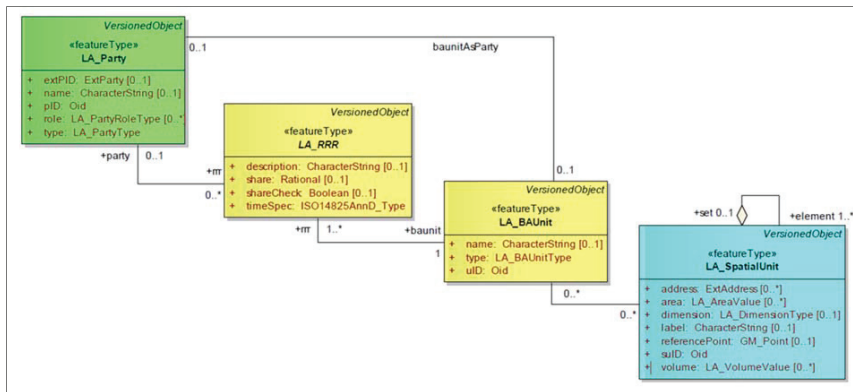 VersionedObject
«featureType»
LA_Party
+ extPID: ExtParty [0..1]
+ name: CharacterString [0..1]
+ pID: Oid
+ role: LA_PartyRoleType [0..*]
+ type: LA_PartyType
0..1
baunitAsParty
+party 0..1
VersionedObject
«featureType»
LA_RRR
+ description: CharacterString [0..1]
+ share: Rational [0..1]
+ shareCheck: Boolean [0..1]
+ timeSpec: ISO14825AnnD_Type
+rrr
0..*
0..1
+rrr 1..*
+baunit
1
VersionedObject
«featureType»
LA_BAUnit
+ name: CharacterString [0..1]
+ type: LA_BAUnitType
+ uID: Oid
0..*
0..*
+set 0..1
+element 1..*
VersionedObject
«featureType»
LA_SpatialUnit
+ address: ExtAddress [0..*]
+ area: LA_AreaValue [0..*]
+ dimension: LA_DimensionType [0..1]
+ label: CharacterString [0..1]
+ referencePoint: GM_Point [0..1]
+ suID: Oid
+ volume: LA_VolumeValue [0..*]